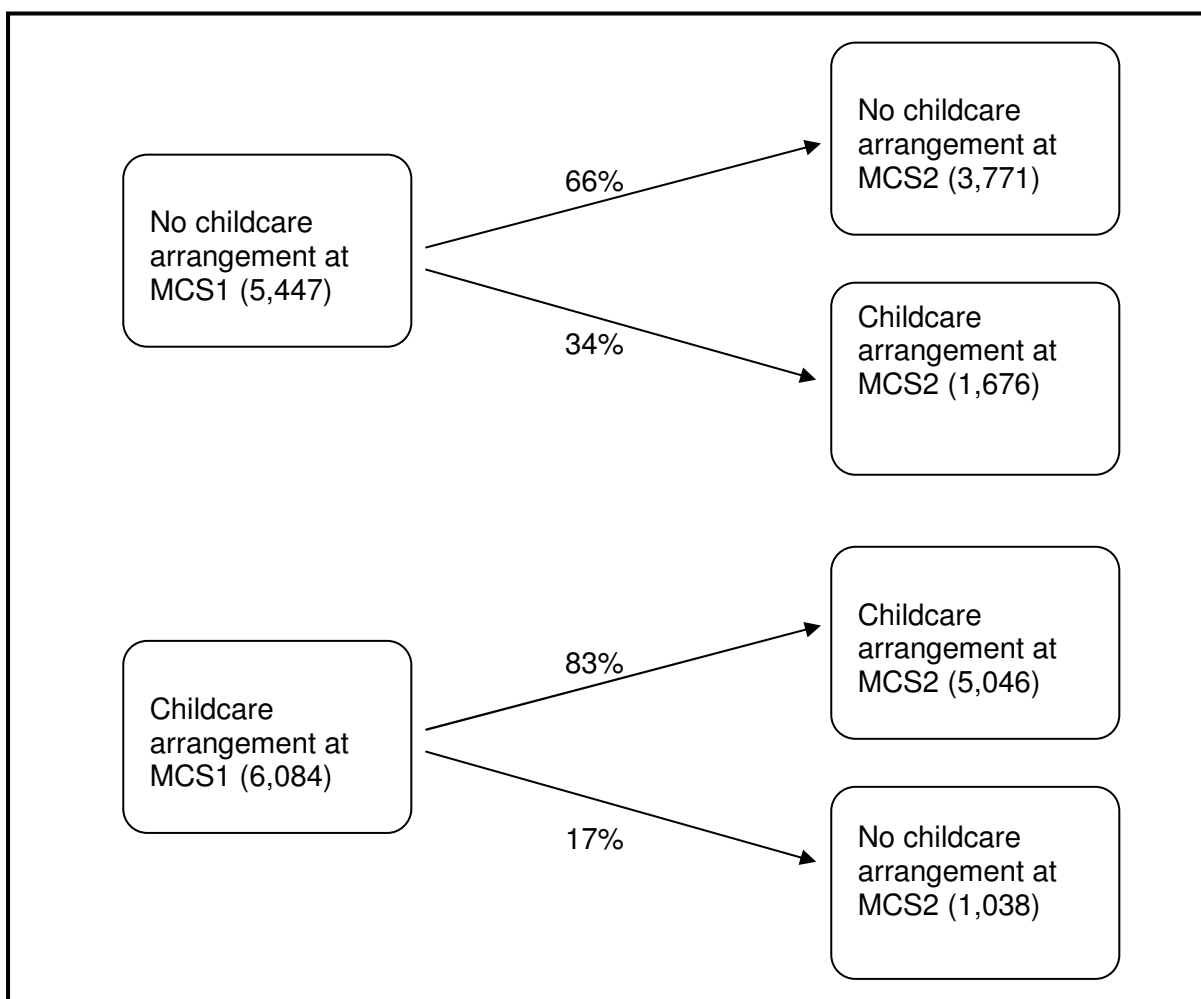 No childcare
arrangement at
MCS1 (5,447)
66%
34%
No childcare
arrangement at
MCS2 (3,771)
Childcare
arrangement at
MCS2 (1,676)
Childcare
arrangement at
MCS1 (6,084)
83%
17%
Childcare
arrangement at
MCS2 (5,046)
No childcare
arrangement at
MCS2 (1,038)